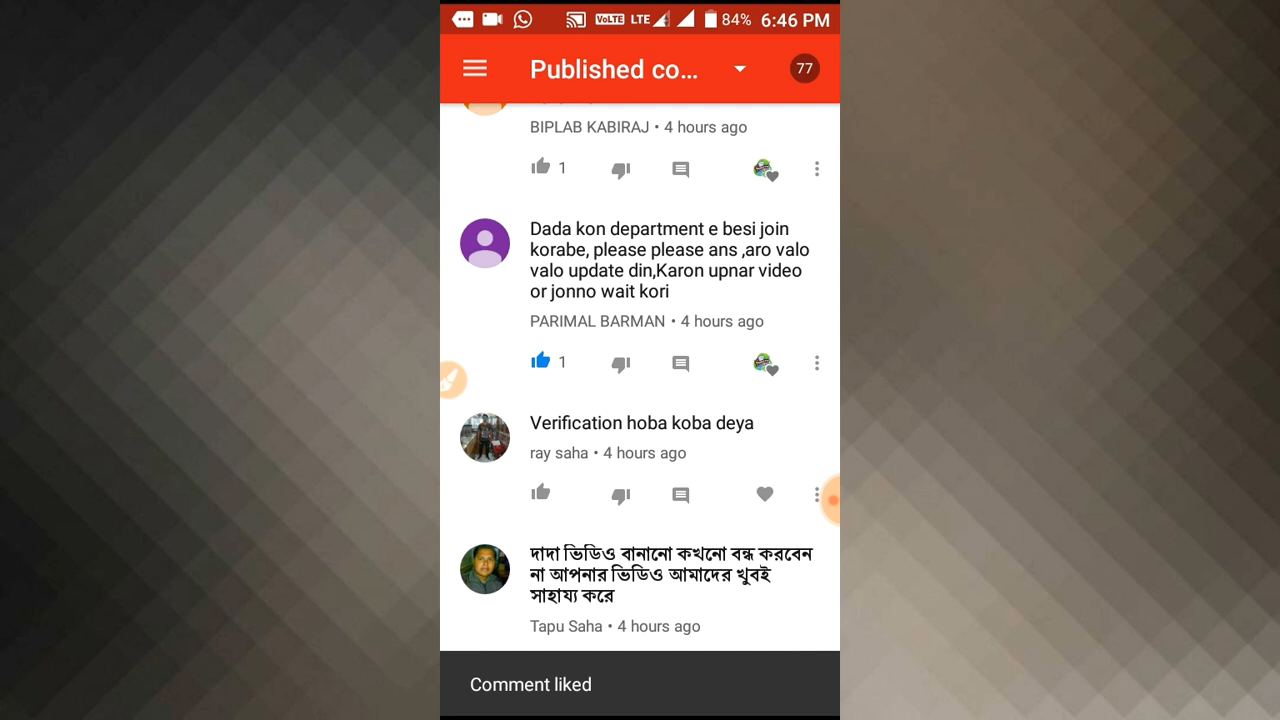 VoLTE LTE 84% 6:46 PM
Published co... 77
BIPLAB KABIRAJ • 4 hours ago
1
Dada kon department e besi join
korabe, please please ans ,aro valo
valo update din,Karon upnar video
or jonno wait kori
PARIMAL BARMAN • 4 hours ago
1
Verification hoba koba deya
ray saha • 4 hours ago
দাদা ভিডিও বানানো কখনো বন্ধ করবেন
না আপনার ভিডিও আমাদের খুবই
সাহায্য করে
Tapu Saha • 4 hours ago
Comment liked